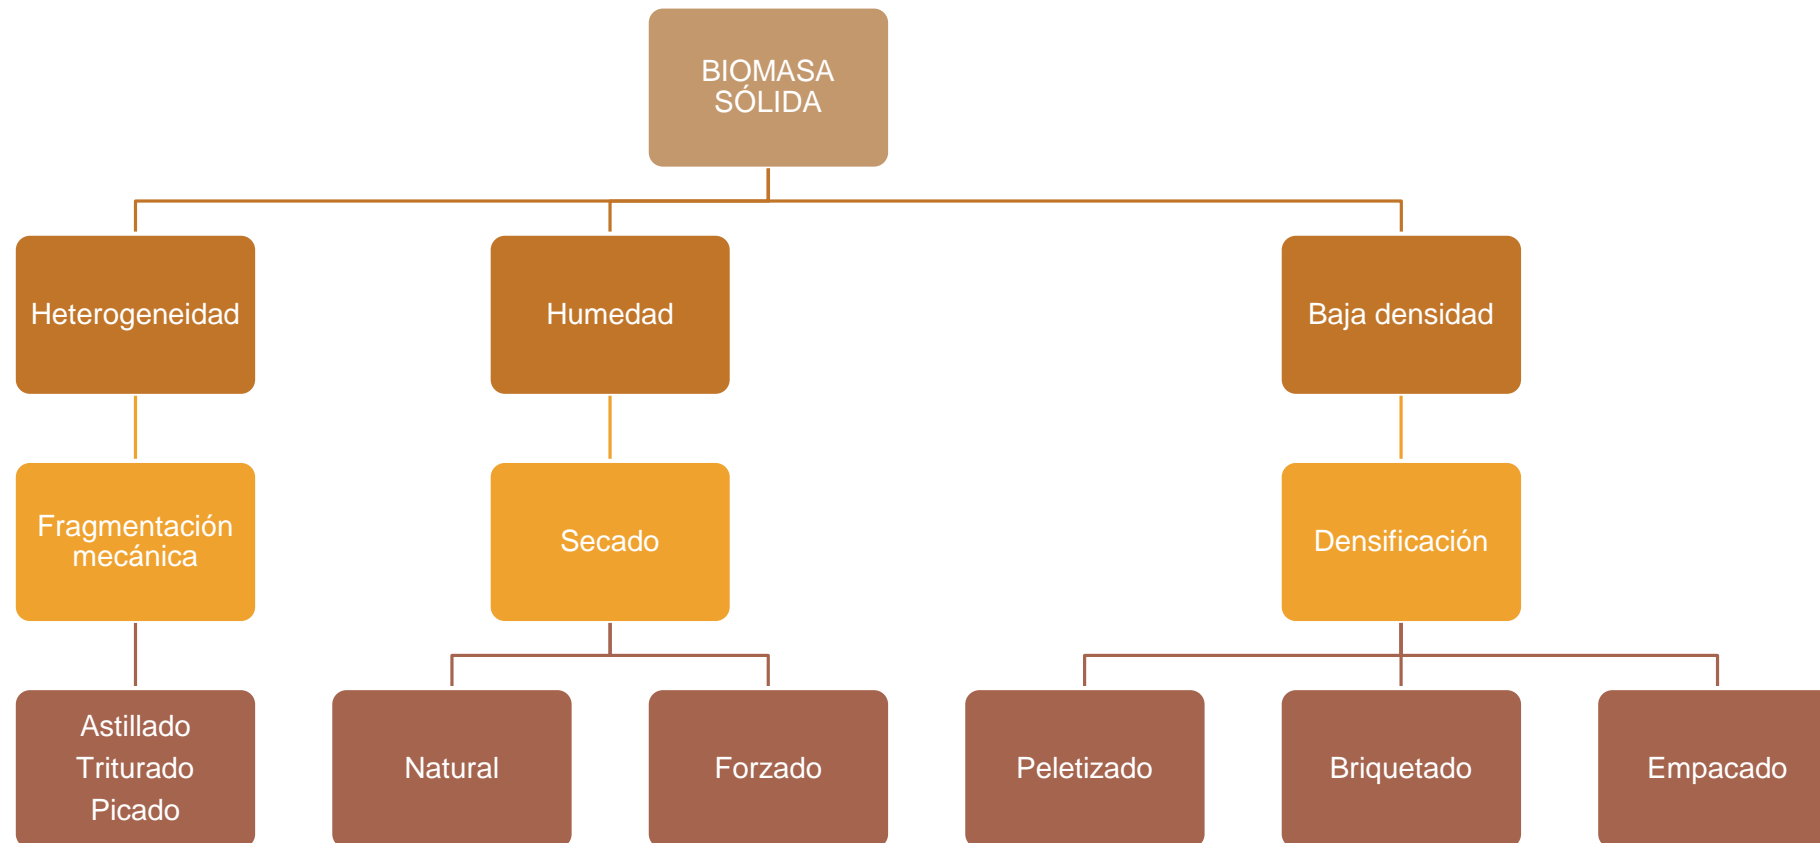 BIOMASA
SÓLIDA
Heterogeneidad
Humedad
Baja densidad
Fragmentación
mecánica
Secado
Densificación
Astillado
Triturado
Picado
Natural
Forzado
Peletizado
Briquetado
Empacado